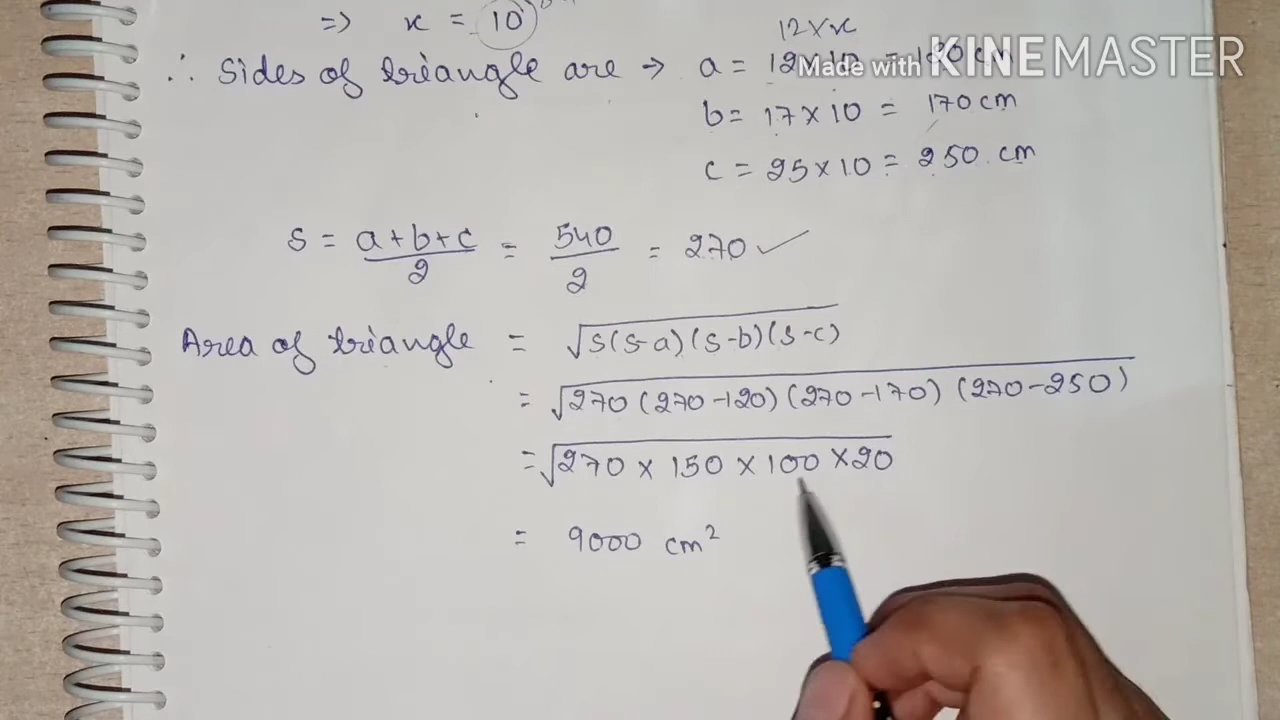 => x = 10
12×x
∴ Sides of triangle are → a = 12×10 = 120 cm
Made with KINEMASTER
b= 17×10 = 170cm
c = 25×10 = 250 cm
S = a+b+c/2 = 540/2 = 270 ✓
Area of triangle = √S(S-a)(S-b)(S-c)
= √270(270-120)(270-170)(270-250)
= √270 × 150 × 100 × 20
= 9000 cm²